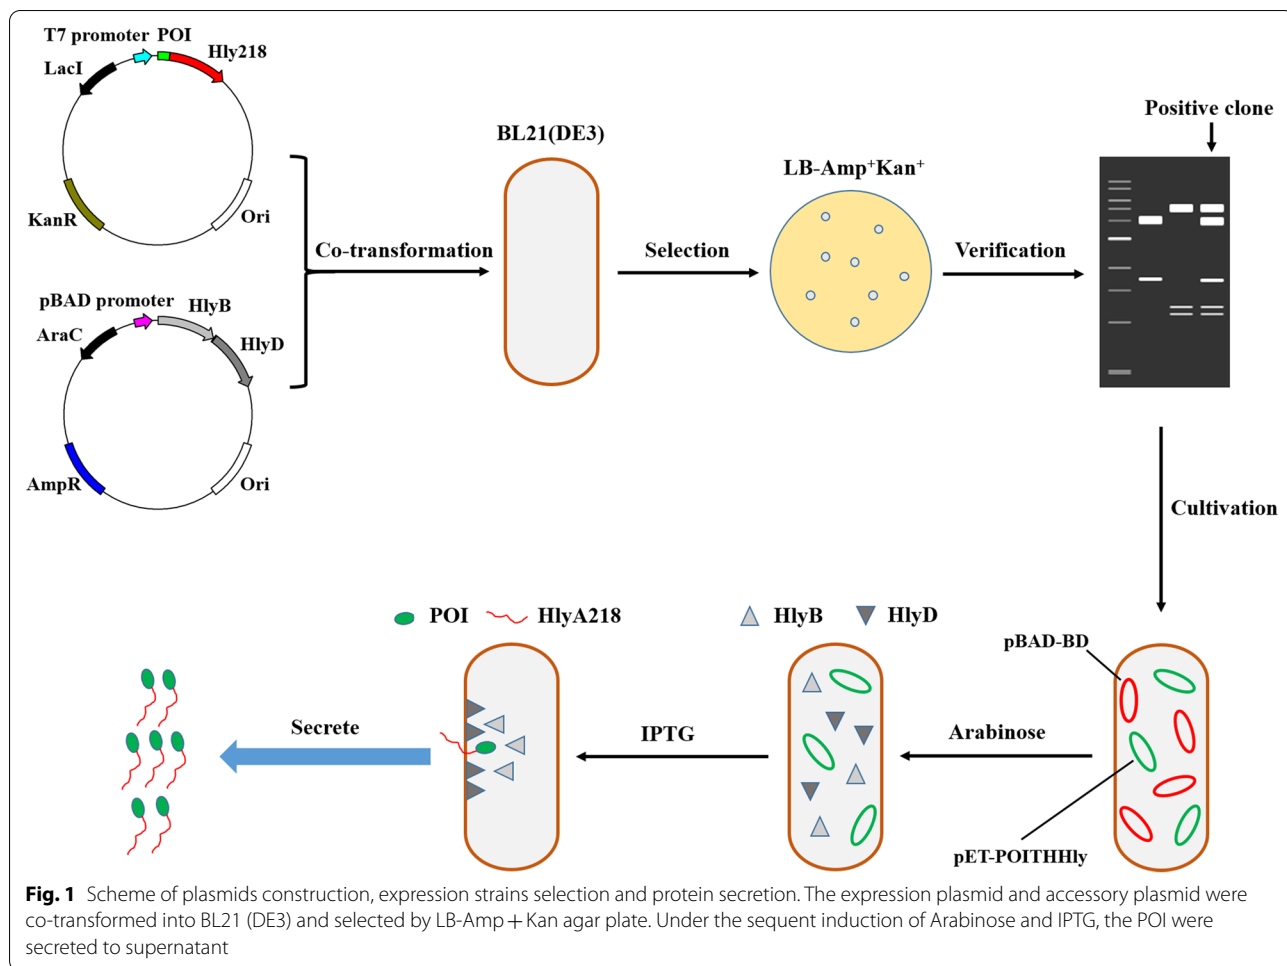 T7 promoter POI
Hly218
LacI
KanR
Ori
pBAD promoter
HlyB
AraC
HlyD
AmpR
Ori
Co-transformation
BL21(DE3)
Selection
LB-Amp⁺Kan⁺
Verification
Positive clone
Cultivation
pBAD-BD
pET-POITHHly
Arabinose
HlyB HlyD
IPTG
POI HlyA218
Secrete
Fig. 1 Scheme of plasmids construction, expression strains selection and protein secretion. The expression plasmid and accessory plasmid were
co-transformed into BL21 (DE3) and selected by LB-Amp + Kan agar plate. Under the sequent induction of Arabinose and IPTG, the POI were
secreted to supernatant